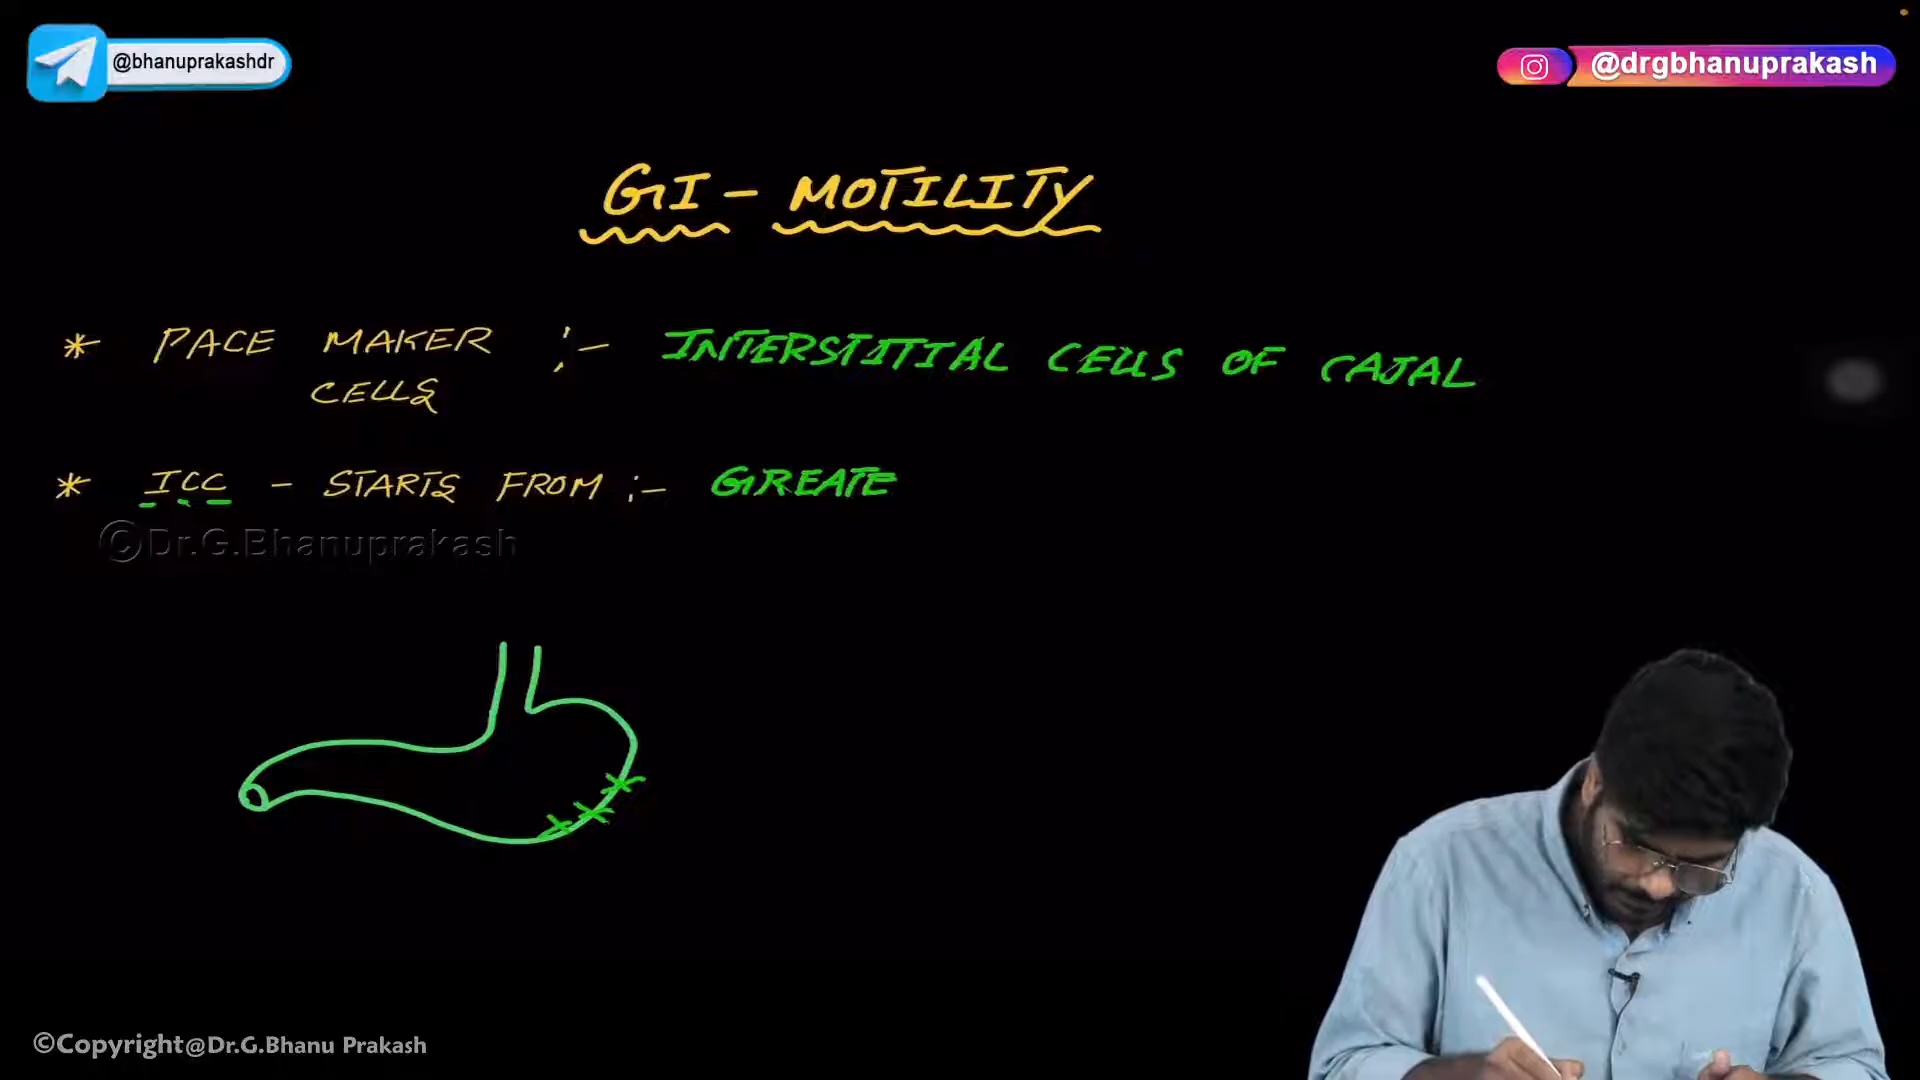 @bhanuprakashdr
@drgbhanuprakash
GI - MOTILITY
* PACE MAKER :- INTERSTITIAL CELLS OF CAJAL
CELLS
* ICC - STARTS FROM :- GREATE
©Dr.G.Bhanuprakash
©Copyright@Dr.G.Bhanu Prakash